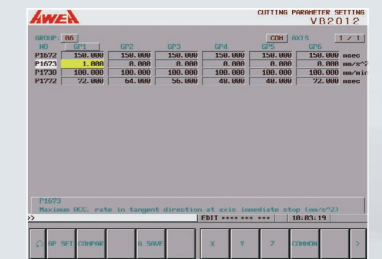 AWEA
CUTTING PARAMETER SETTING
VB2012
GROUP: 06 COM AXIS 1 / 1
NO GP1 GP2 GP3 GP4 GP5 GP6
P1672 150.000 150.000 150.000 150.000 150.000 150.000 msec
P1673 1.000 0.000 0.000 0.000 0.000 0.000 mm/s^2
P1730 100.000 100.000 100.000 100.000 100.000 100.000 mm/min
P1772 72.000 64.000 56.000 48.000 40.000 72.000 msec
P1673
Maximum ACC. rate in tangent direction at axis immediate stop (mm/s^2)
>> EDIT **** *** *** 10:03:19
GP SET COMPAR G.SAVE X Y Z COMMON >